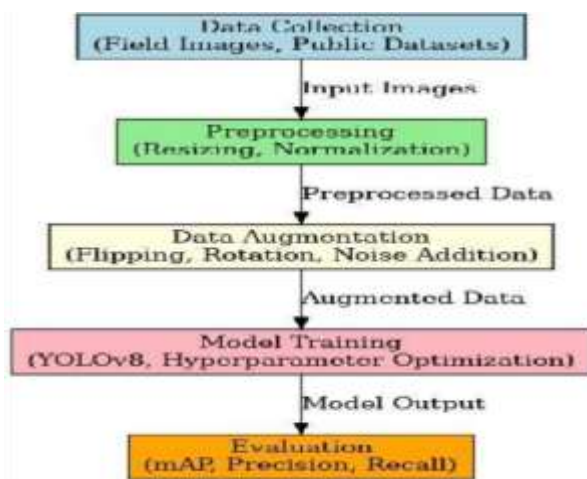 Data Collection
(Field Images, Public Datasets)
Input Images
Preprocessing
(Resizing, Normalization)
Preprocessed Data
Data Augmentation
(Flipping, Rotation, Noise Addition)
Augmented Data
Model Training
(YOLOv8, Hyperparameter Optimization)
Model Output
Evaluation
(mAP, Precision, Recall)